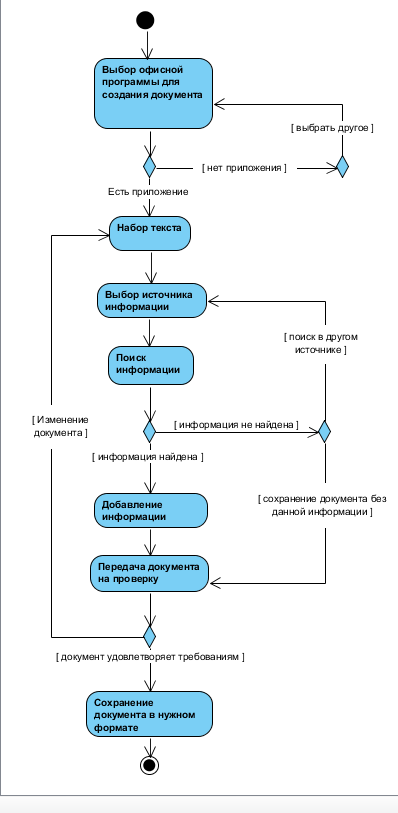 Выбор офисной
программы для
создания документа
[ выбрать другое ]
[ нет приложения ]
Есть приложение
Набор текста
Выбор источника
информации
[ поиск в другом
источнике ]
Поиск
информации
[ Изменение
документа ]
[ информация не найдена ]
[ информация найдена ]
Добавление
информации
[ сохранение документа без
данной информации ]
Передача документа
на проверку
[ документ удовлетворяет требованиям ]
Сохранение
документа в нужном
формате